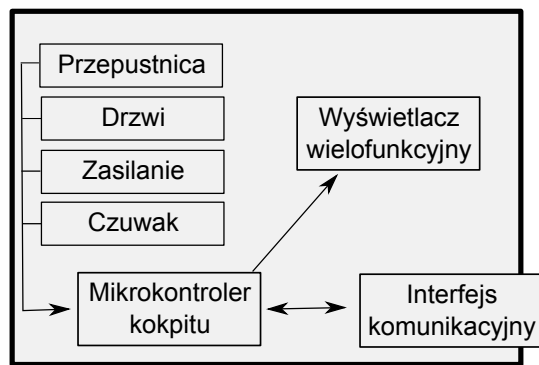 Przepustnica
Drzwi
Zasilanie
Czuwak
Wyświetlacz
wielofunkcyjny
Mikrokontroler
kokpitu
Interfejs
komunikacyjny